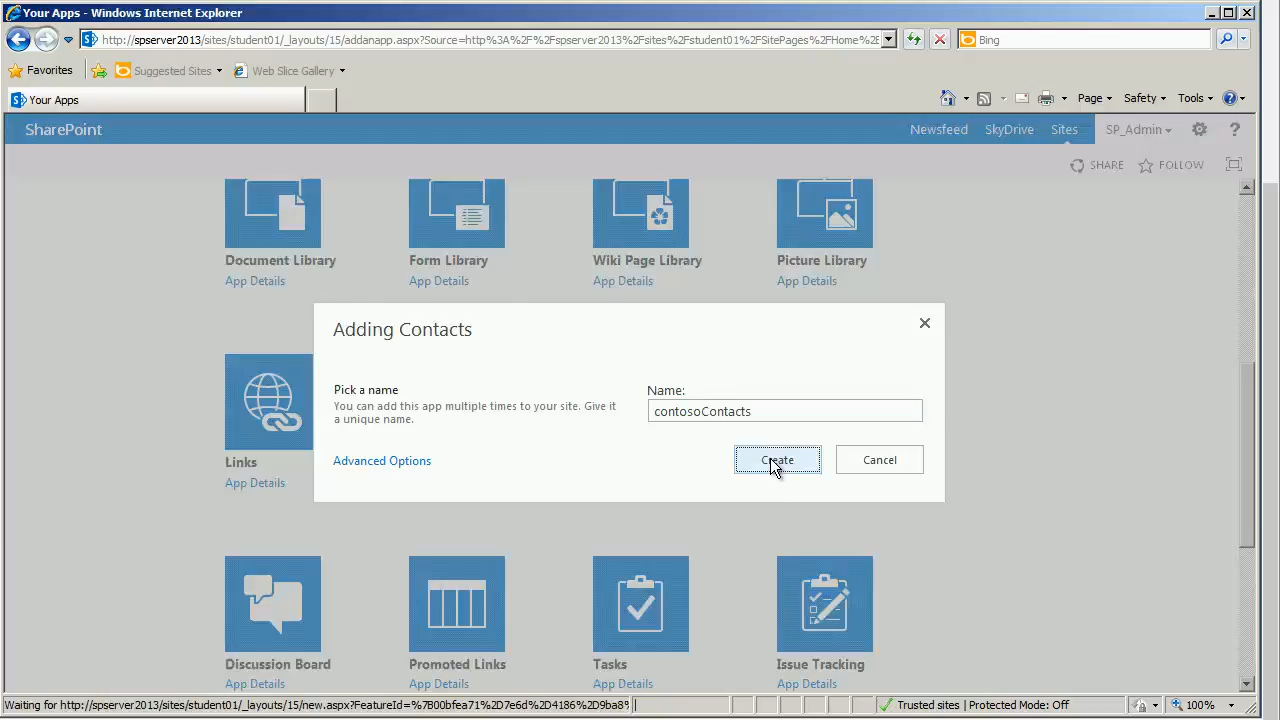 Your Apps - Windows Internet Explorer
http://spserver2013/sites/student01/_layouts/15/addanapp.aspx?Source=http%3A%2F%2Fspserver2013%2Fsites%2Fstudent01%2FSitePages%2FHome%2E
Bing
Favorites
Suggested Sites
Web Slice Gallery
Your Apps
Page
Safety
Tools
SharePoint
Newsfeed
SkyDrive
Sites
SP_Admin
?
SHARE
FOLLOW
Document Library
Form Library
Wiki Page Library
Picture Library
App Details
App Details
App Details
App Details
Adding Contacts
Pick a name
You can add this app multiple times to your site. Give it
a unique name.
Name:
contosoContacts
Advanced Options
Create
Cancel
Links
App Details
Discussion Board
Promoted Links
Tasks
Issue Tracking
App Details
App Details
App Details
App Details
Waiting for http://spserver2013/sites/student01/_layouts/15/new.aspx?FeatureId=%7B00bfea71%2D7e6d%2D4186%2D9ba8%
Trusted sites | Protected Mode: Off
100%